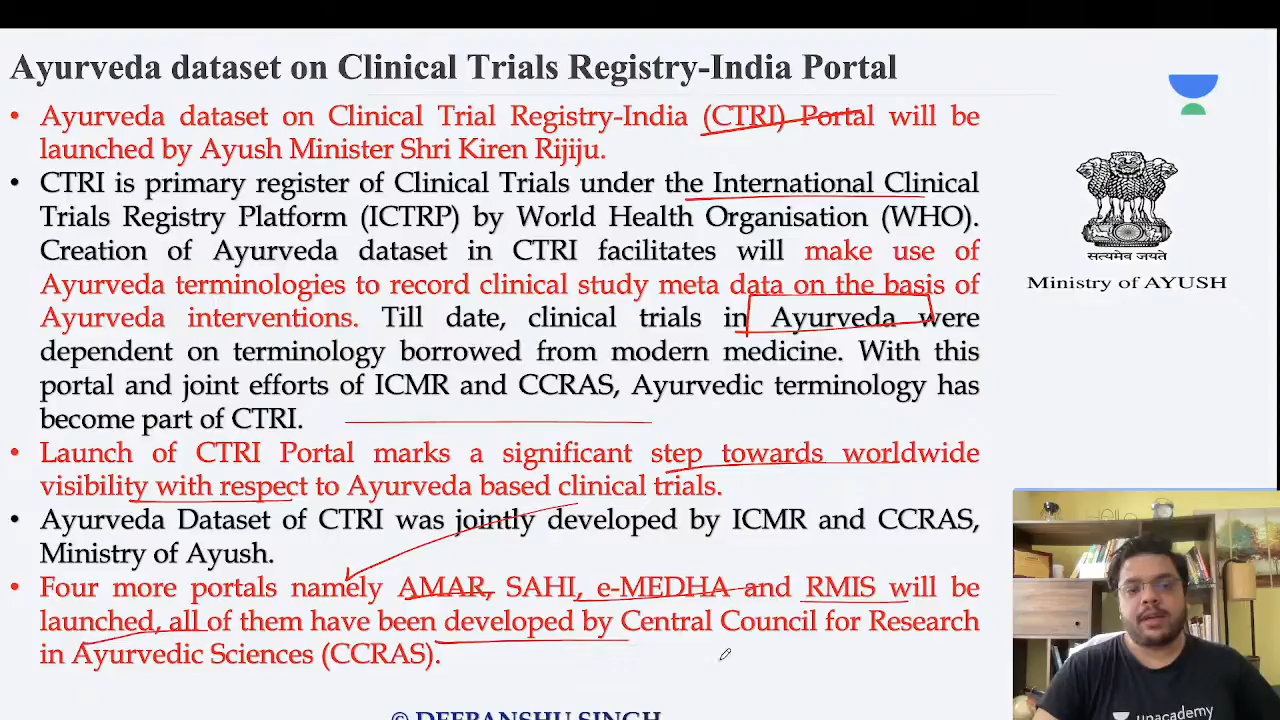 Ayurveda dataset on Clinical Trials Registry-India Portal
• Ayurveda dataset on Clinical Trial Registry-India (CTRI) Portal will be
launched by Ayush Minister Shri Kiren Rijiju.
• CTRI is primary register of Clinical Trials under the International Clinical
Trials Registry Platform (ICTRP) by World Health Organisation (WHO).
Creation of Ayurveda dataset in CTRI facilitates will make use of
Ayurveda terminologies to record clinical study meta data on the basis of
Ayurveda interventions. Till date, clinical trials in Ayurveda were
dependent on terminology borrowed from modern medicine. With this
portal and joint efforts of ICMR and CCRAS, Ayurvedic terminology has
become part of CTRI.
• Launch of CTRI Portal marks a significant step towards worldwide
visibility with respect to Ayurveda based clinical trials.
• Ayurveda Dataset of CTRI was jointly developed by ICMR and CCRAS,
Ministry of Ayush.
• Four more portals namely AMAR, SAHI, e-MEDHA and RMIS will be
launched, all of them have been developed by Central Council for Research
in Ayurvedic Sciences (CCRAS).
© DEEPANSHU SINGH
सत्यमेव जयते
Ministry of AYUSH
unacademy